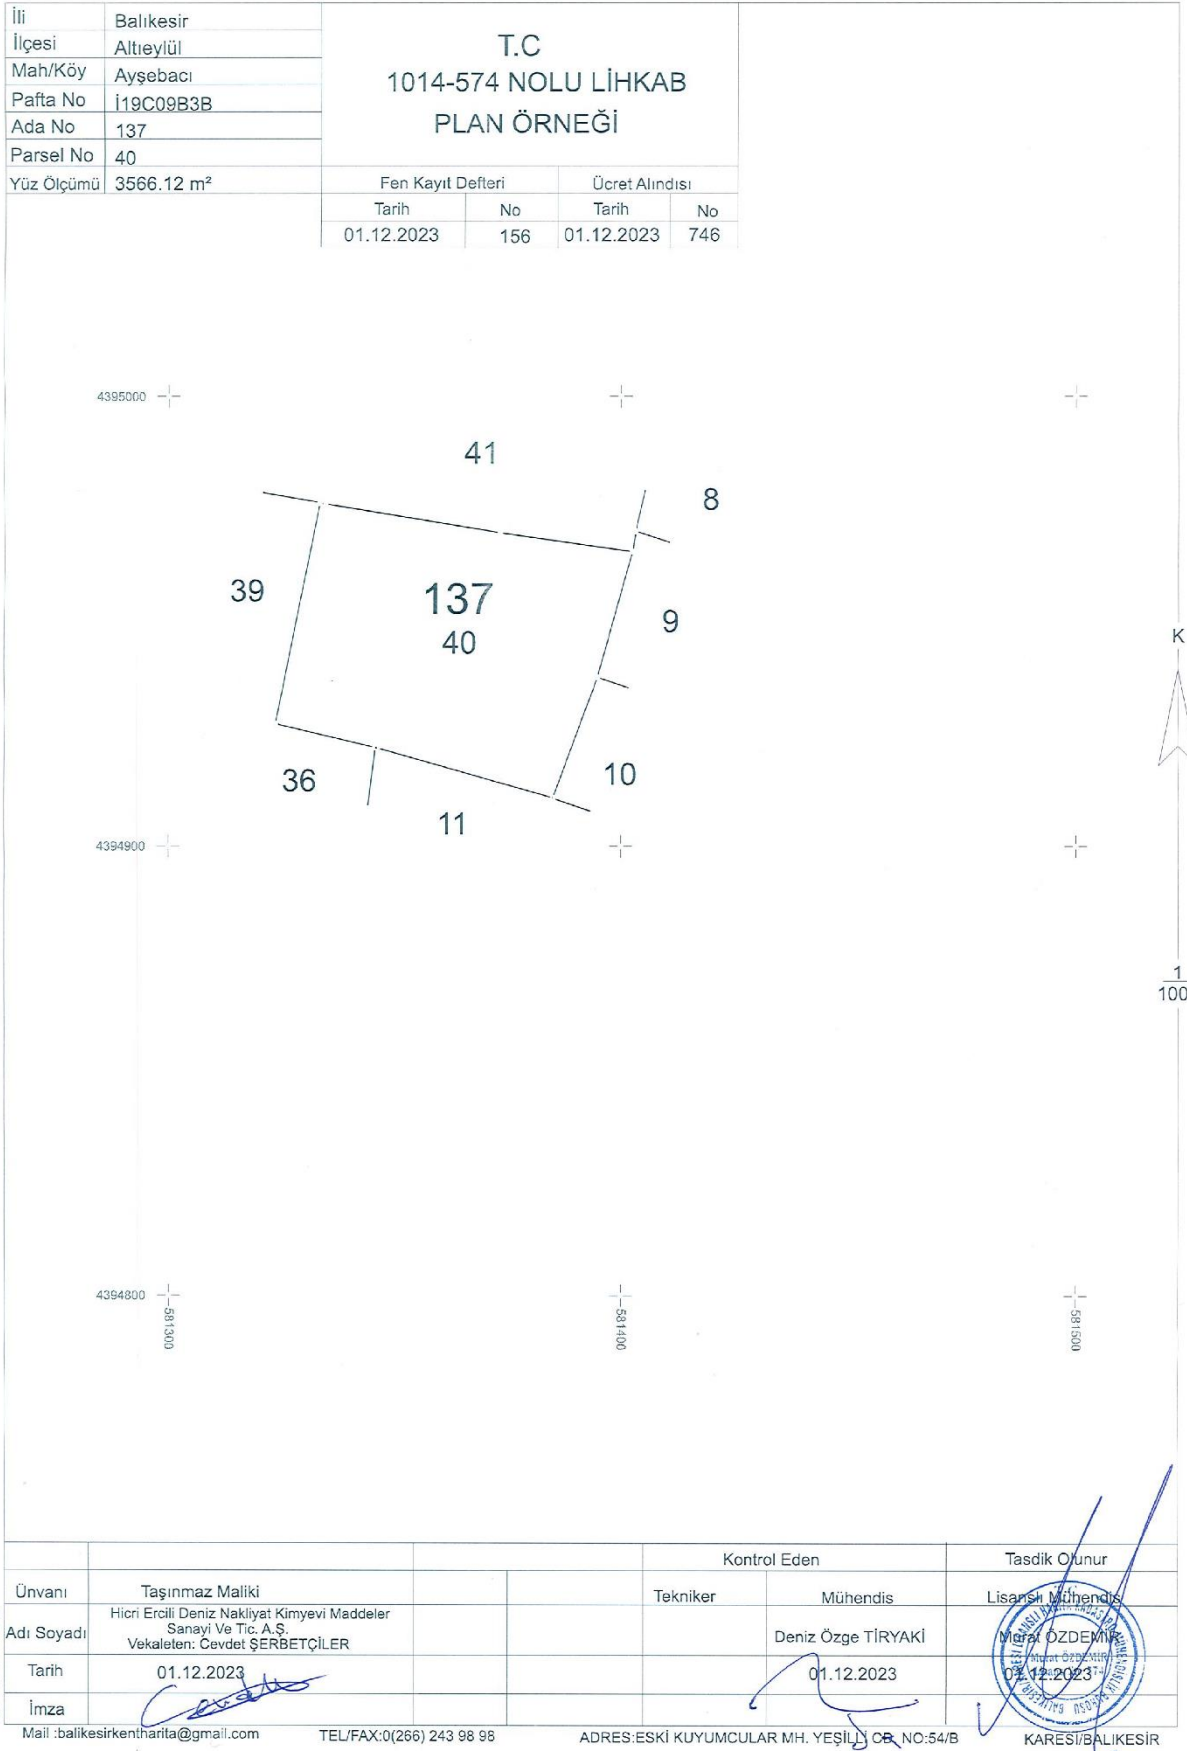 İli Balıkesir
İlçesi Altıeylül
Mah/Köy Ayşebacı
Pafta No İ19C09B3B
Ada No 137
Parsel No 40
Yüz Ölçümü 3566.12 m²
T.C
1014-574 NOLU LİHKAB
PLAN ÖRNEĞİ
Fen Kayıt Defteri Ücret Alındısı
Tarih No Tarih No
01.12.2023 156 01.12.2023 746
4395000
41
8
39
137
40
9
K
36
10
11
4394900
1
100
4394800
581300
581400
581500
Kontrol Eden Tasdik Olunur
Ünvanı Taşınmaz Maliki Tekniker Mühendis Lisanslı Mühendis
Adı Soyadı Hicri Ercili Deniz Nakliyat Kimyevi Maddeler
Sanayi Ve Tic. A.Ş.
Vekaleten: Cevdet ŞERBETÇİLER
Deniz Özge TİRYAKİ Murat ÖZDEMİR
Murat ÖZDEMİR
Tarih 01.12.2023 01.12.2023 01.12.2023
İmza
Mail :balikesirkentharita@gmail.com TEL/FAX:0(266) 243 98 98 ADRES:ESKİ KUYUMCULAR MH. YEŞİLLİ CD. NO:54/B KARESİ/BALIKESİR